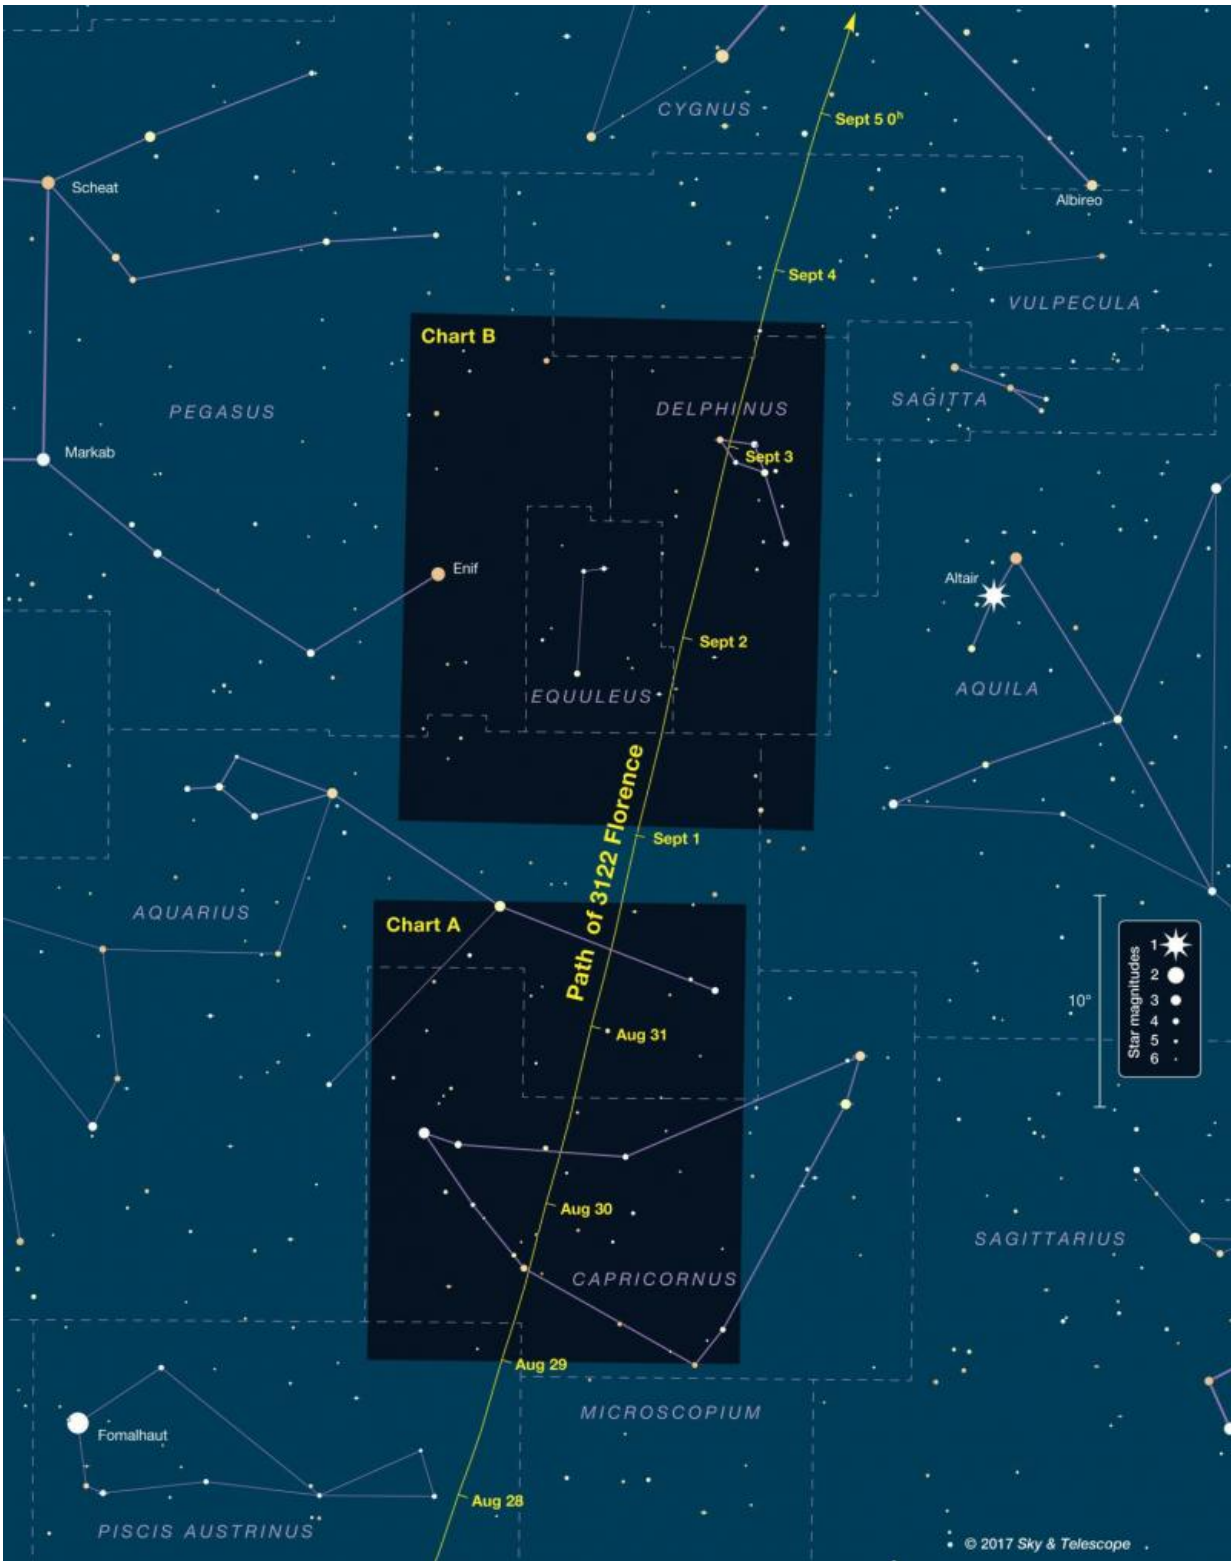 CYGNUS
Sept 5 0ʰ
Scheat
Albireo
Sept 4
VULPECULA
Chart B
PEGASUS
DELPHINUS
SAGITTA
Markab
Sept 3
Enif
Altair
Sept 2
EQUULEUS
AQUILA
Path of 3122 Florence
Sept 1
AQUARIUS
Chart A
Star magnitudes
1
2
3
4
5
6
10°
Aug 31
Aug 30
SAGITTARIUS
CAPRICORNUS
Aug 29
MICROSCOPIUM
Fomalhaut
Aug 28
PISCIS AUSTRINUS
© 2017 Sky & Telescope